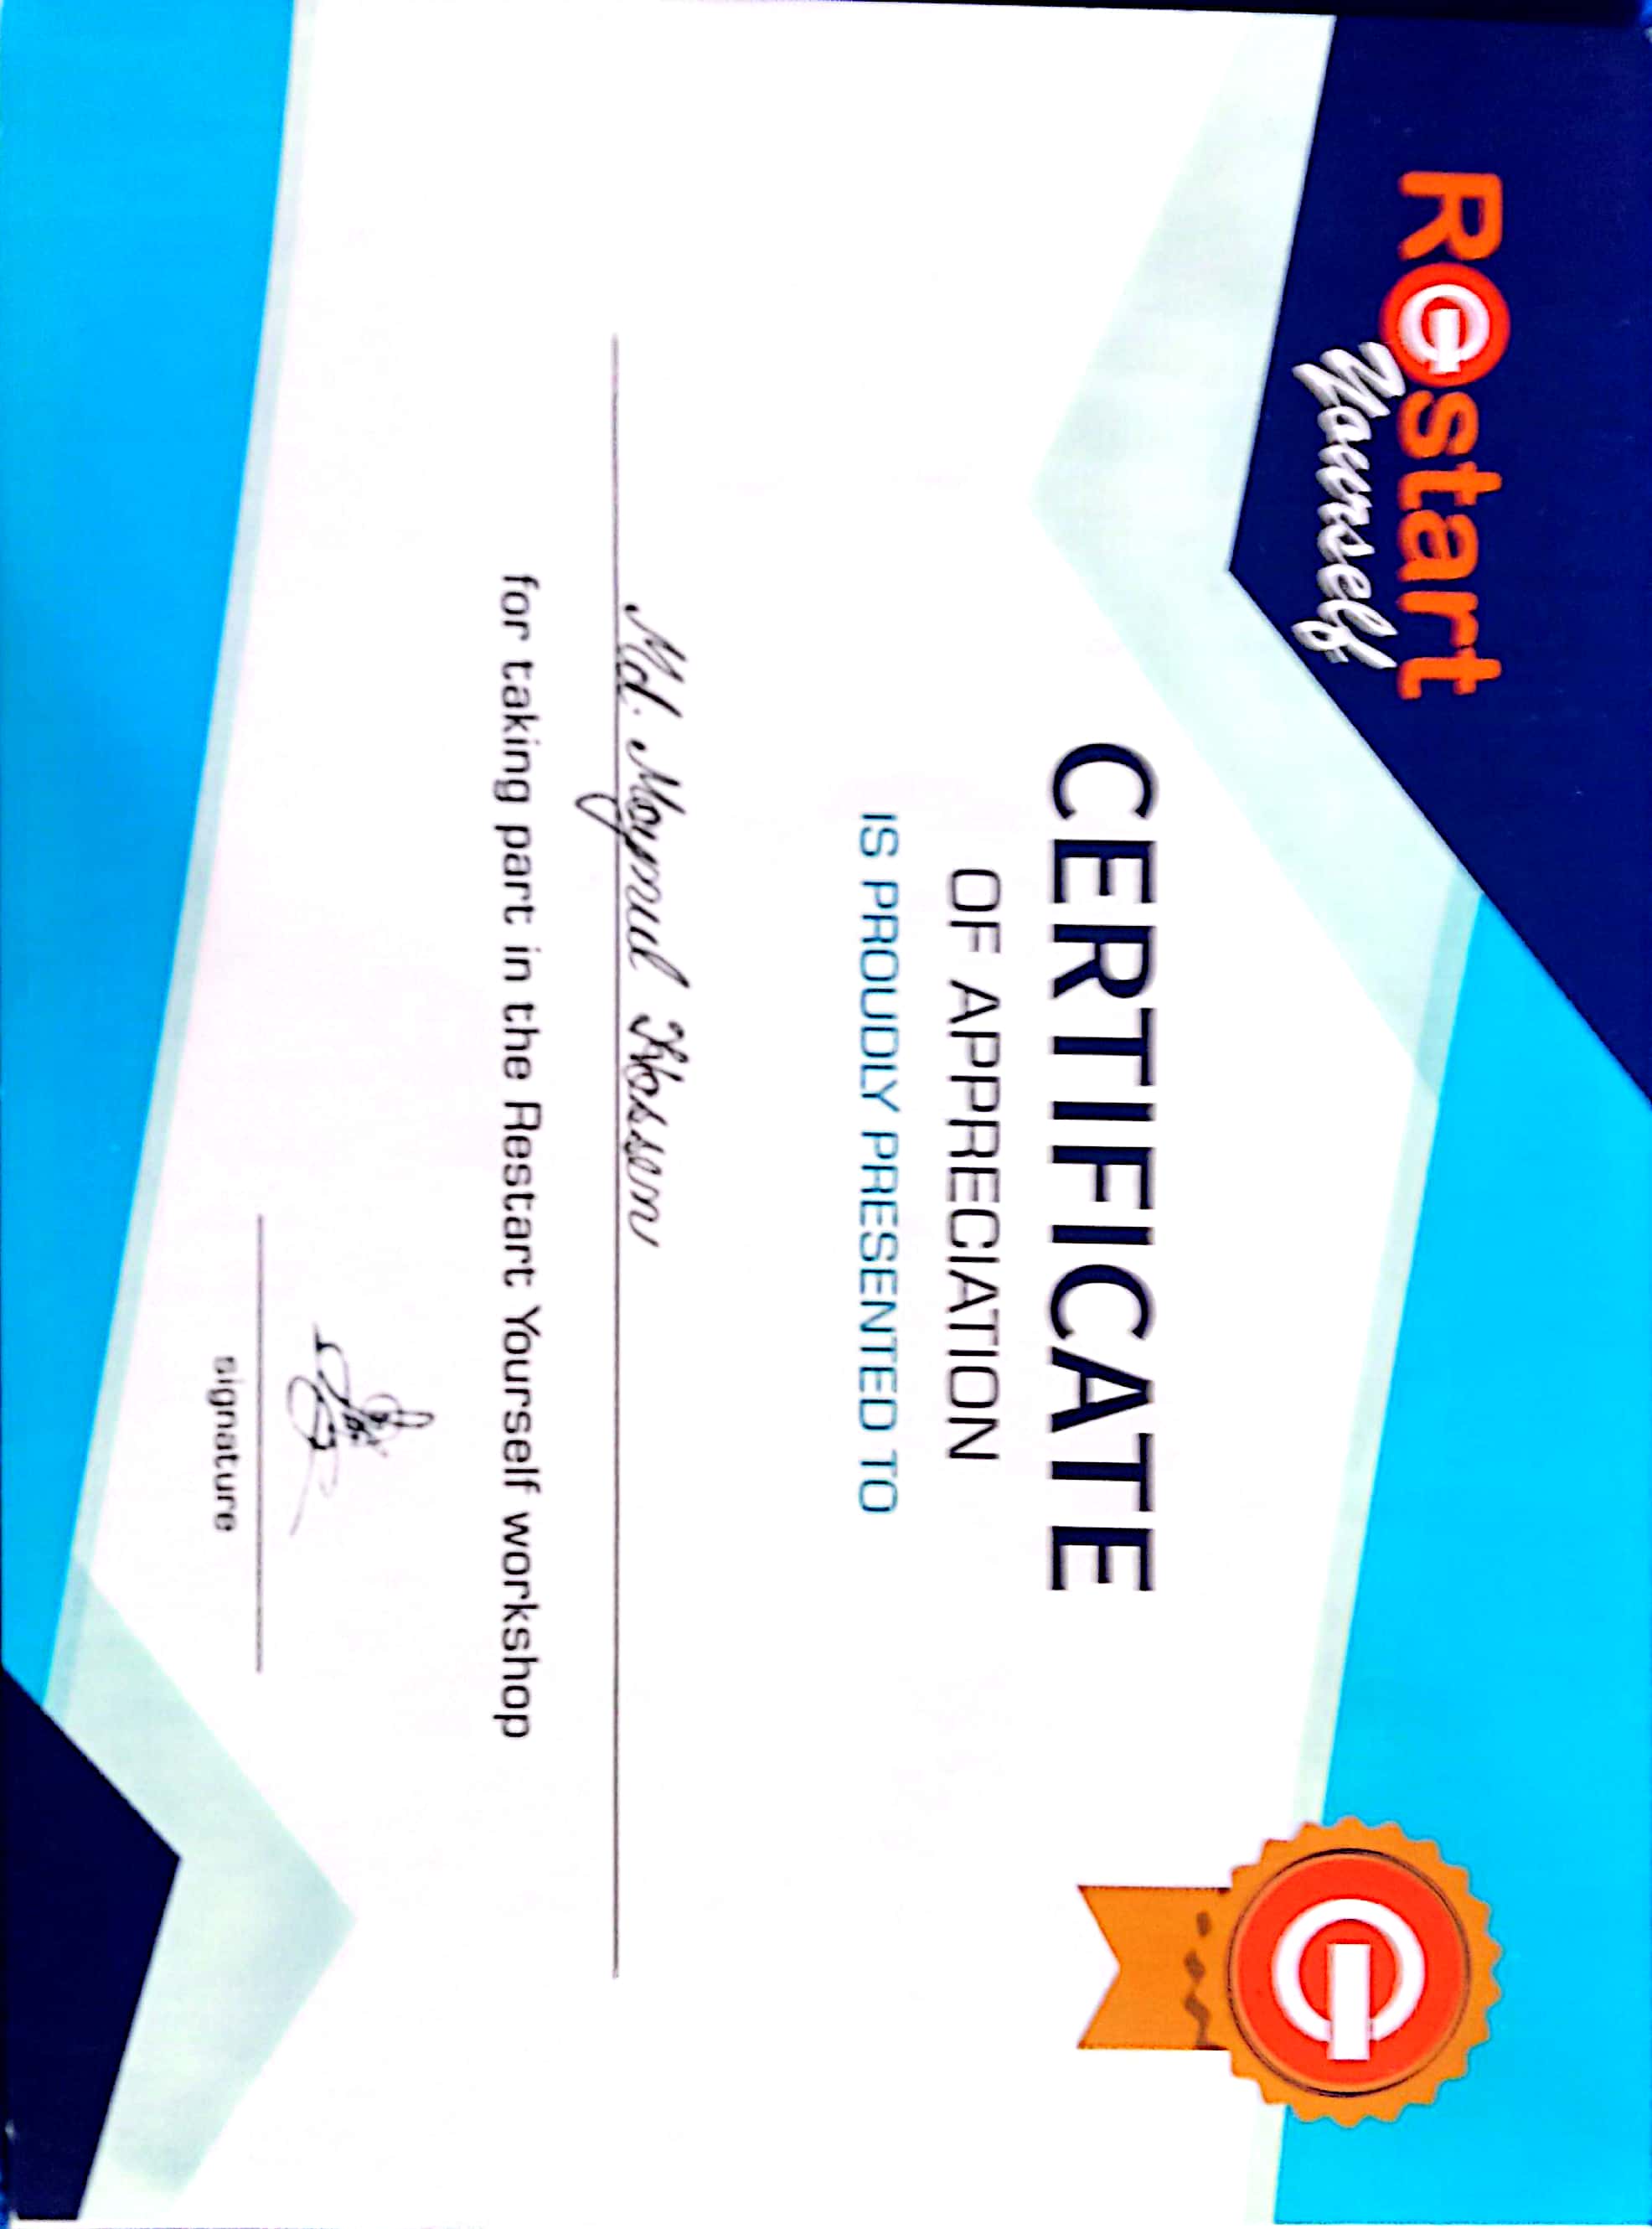 Restart
Yourself
CERTIFICATE
OF APPRECIATION
IS PROUDLY PRESENTED TO
Md. Moynul Hossen
for taking part in the Restart Yourself workshop
signature